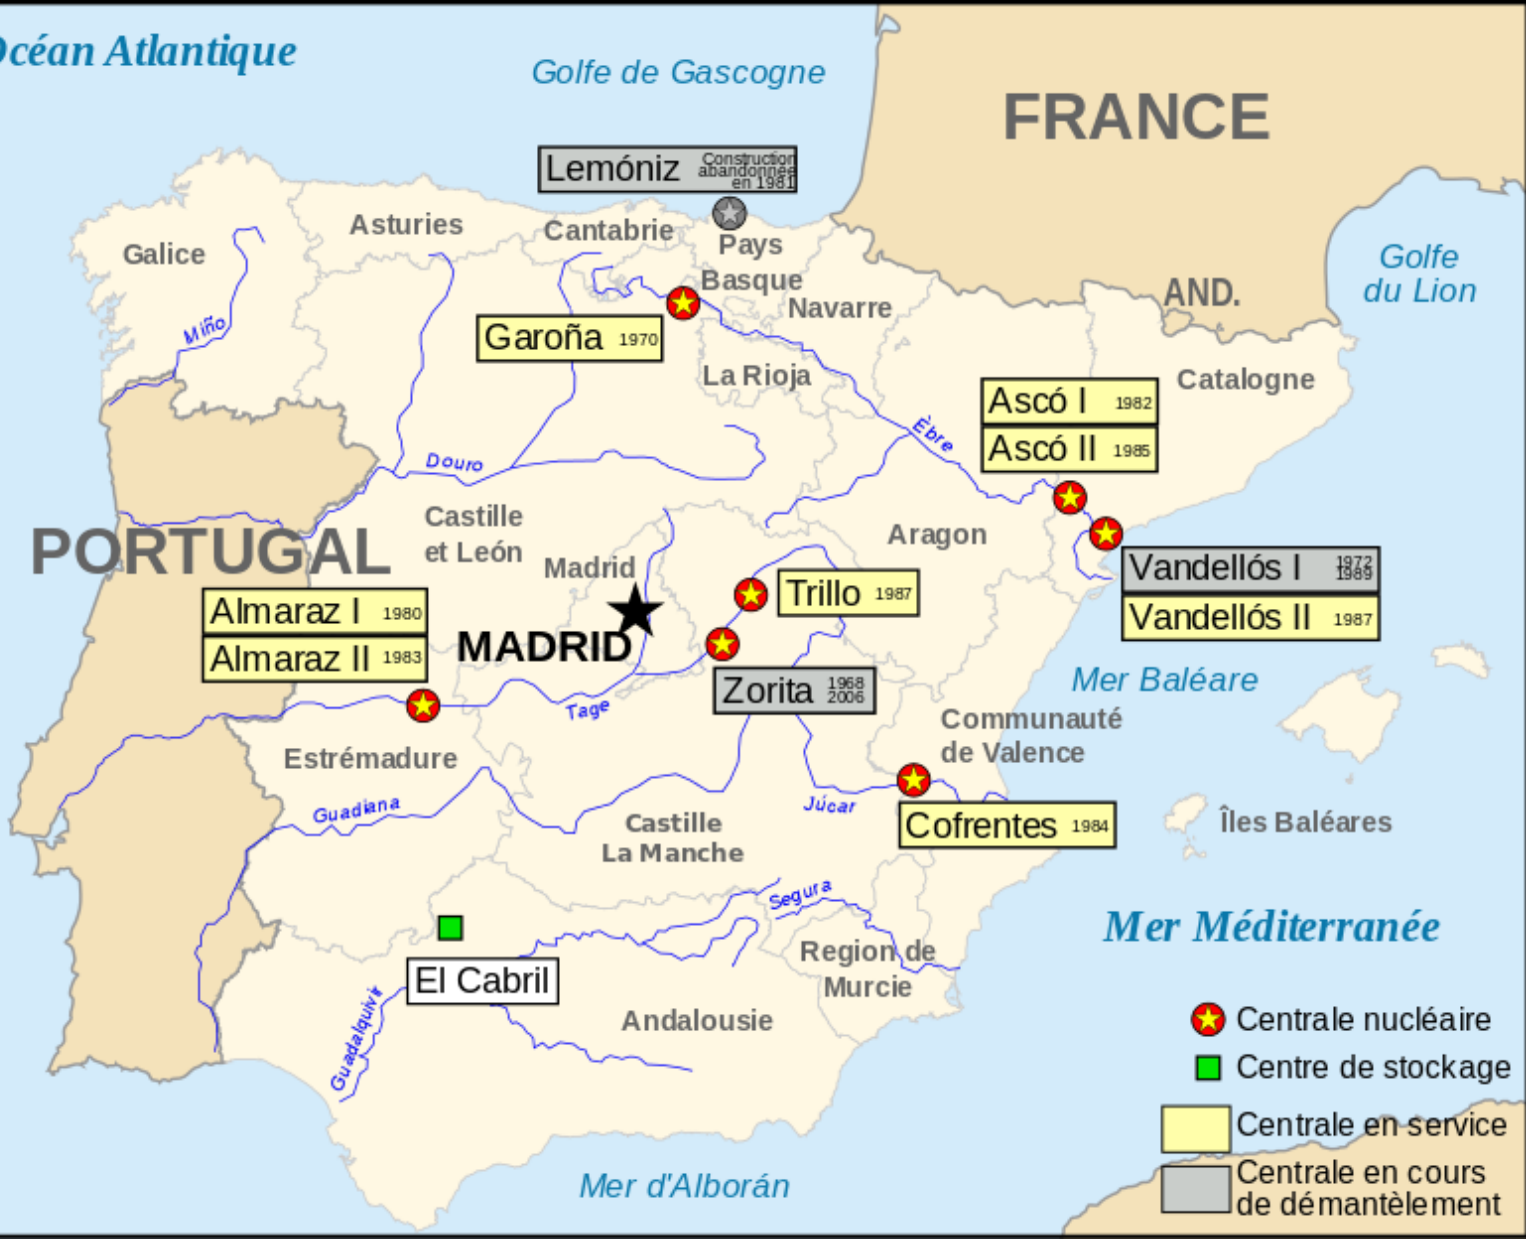 Océan Atlantique
Golfe de Gascogne
FRANCE
Lemóniz Construction
abandonnée
en 1981
Asturies
Cantabrie
Pays
Basque
Galice
Golfe
du Lion
AND.
Navarre
Miño
Garoña 1970
La Rioja
Catalogne
Ascó I 1982
Ascó II 1985
Èbre
Douro
Castille
et León
Aragon
PORTUGAL
Madrid
Vandellós I 1972
1989
Vandellós II 1987
Trillo 1987
Almaraz I 1980
Almaraz II 1983
MADRID
Zorita 1968
2006
Mer Baléare
Tage
Communauté
de Valence
Estrémadure
Guadiana
Júcar
Castille
La Manche
Cofrentes 1984
Îles Baléares
Segura
Mer Méditerranée
Region de
Murcie
El Cabril
Guadalquivir
Andalousie
Centrale nucléaire
Centre de stockage
Centrale en service
Centrale en cours
de démantèlement
Mer d'Alborán